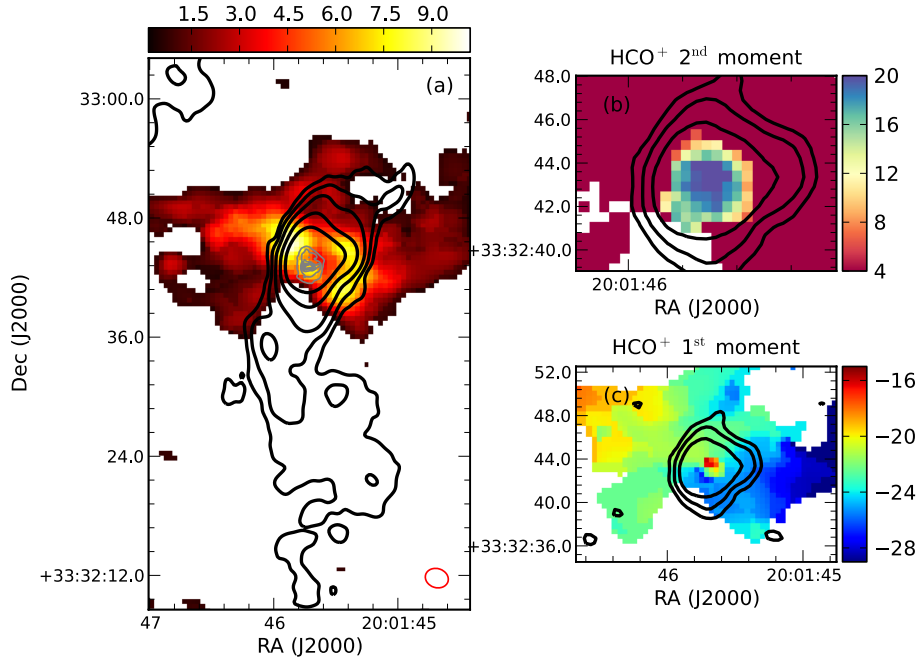 1.5 3.0 4.5 6.0 7.5 9.0
(a)
33:00.0
48.0
36.0
24.0
+33:32:12.0
Dec (J2000)
47 46 20:01:45
RA (J2000)
HCO⁺ 2ⁿᵈ moment
(b)
48.0
46.0
44.0
42.0
+33:32:40.0
20:01:46
RA (J2000)
20
16
12
8
4
HCO⁺ 1ˢᵗ moment
(c)
52.0
48.0
44.0
40.0
+33:32:36.0
46 20:01:45
RA (J2000)
−16
−20
−24
−28